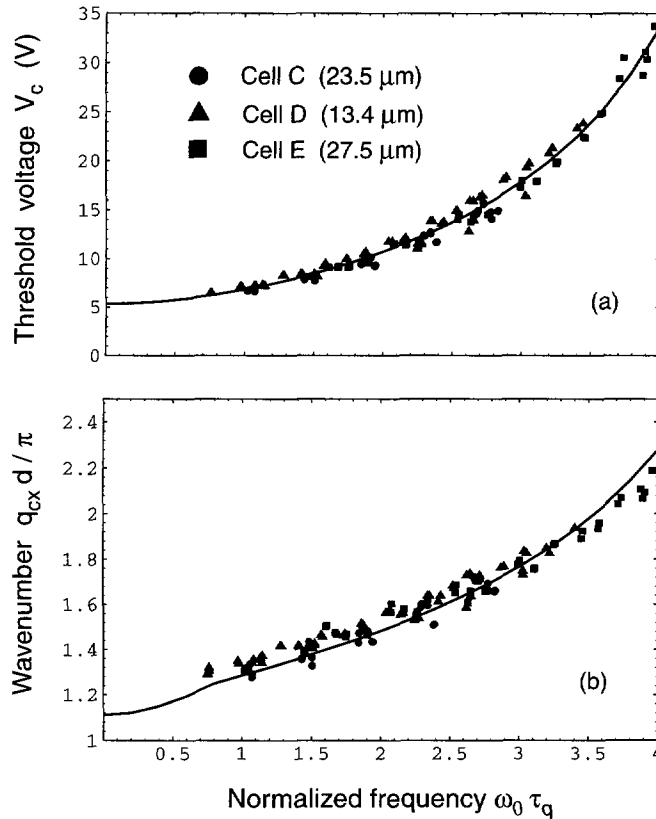 35
30
25
20
15
10
5
0
Threshold voltage V_c (V)
● Cell C (23.5 μm)
▲ Cell D (13.4 μm)
■ Cell E (27.5 μm)
(a)
2.4
2.2
2
1.8
1.6
1.4
1.2
1
Wavenumber q_cx d / π
(b)
0.5 1 1.5 2 2.5 3 3.5 4
Normalized frequency ω₀ τ_q